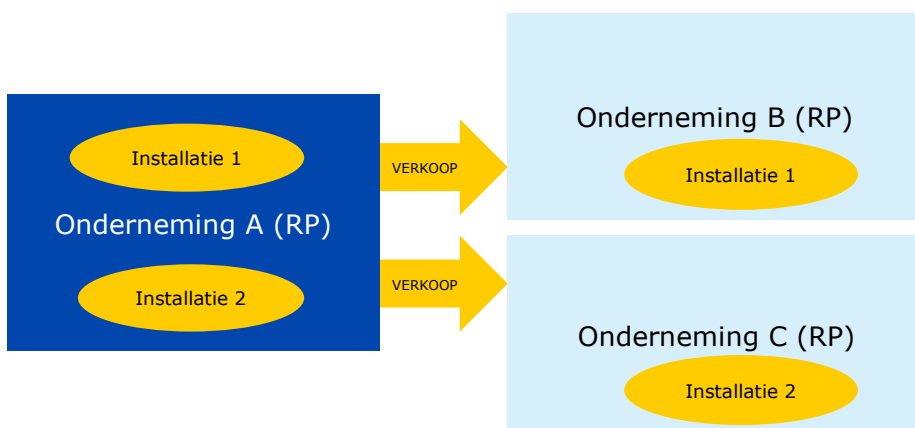 Installatie 1
Onderneming A (RP)
Installatie 2
VERKOOP
VERKOOP
Onderneming B (RP)
Installatie 1
Onderneming C (RP)
Installatie 2